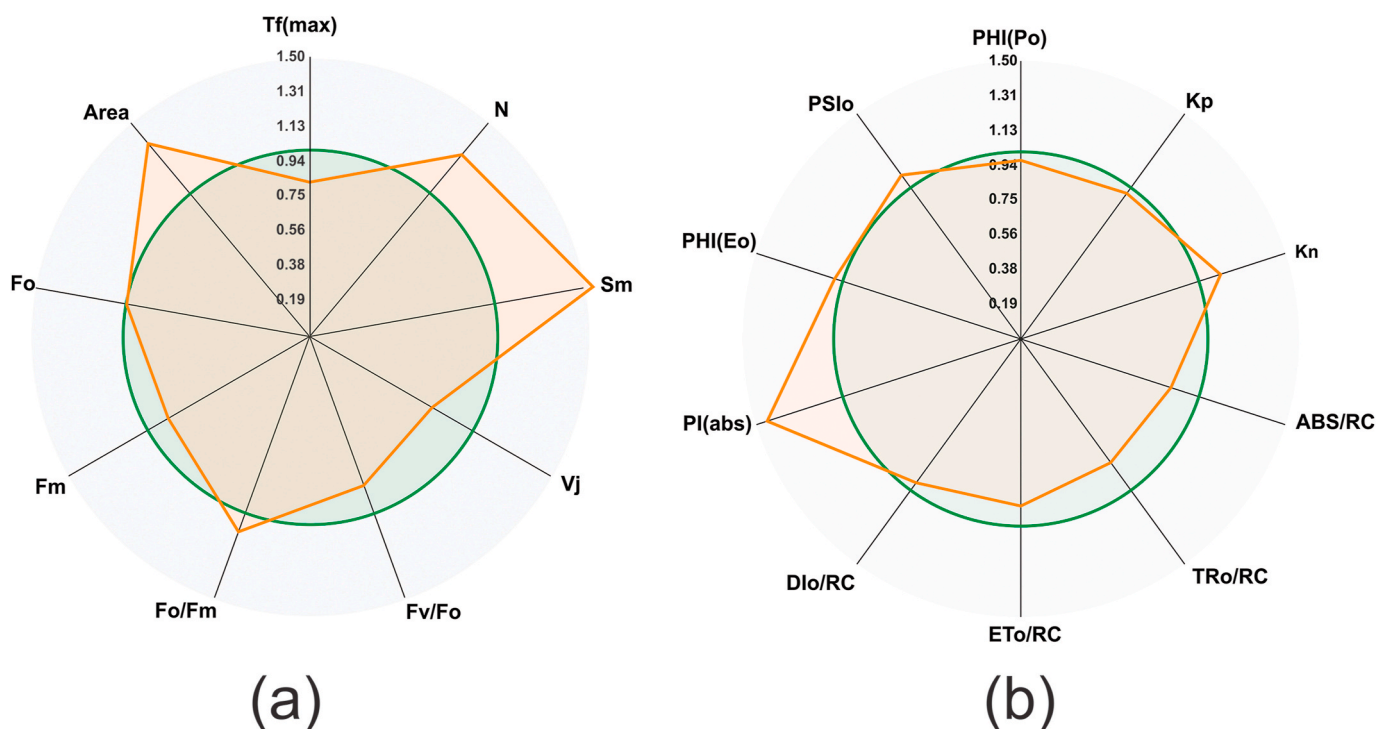 Tf(max)
1.50
1.31
1.13
0.94
0.75
0.56
0.38
0.19
N
Sm
Vj
Fv/Fo
Fo/Fm
Fm
Fo
Area
(a)
PHI(Po)
1.50
1.31
1.13
0.94
0.75
0.56
0.38
0.19
Kp
Kn
ABS/RC
TRo/RC
ETo/RC
DIo/RC
PI(abs)
PHI(Eo)
PSIo
(b)